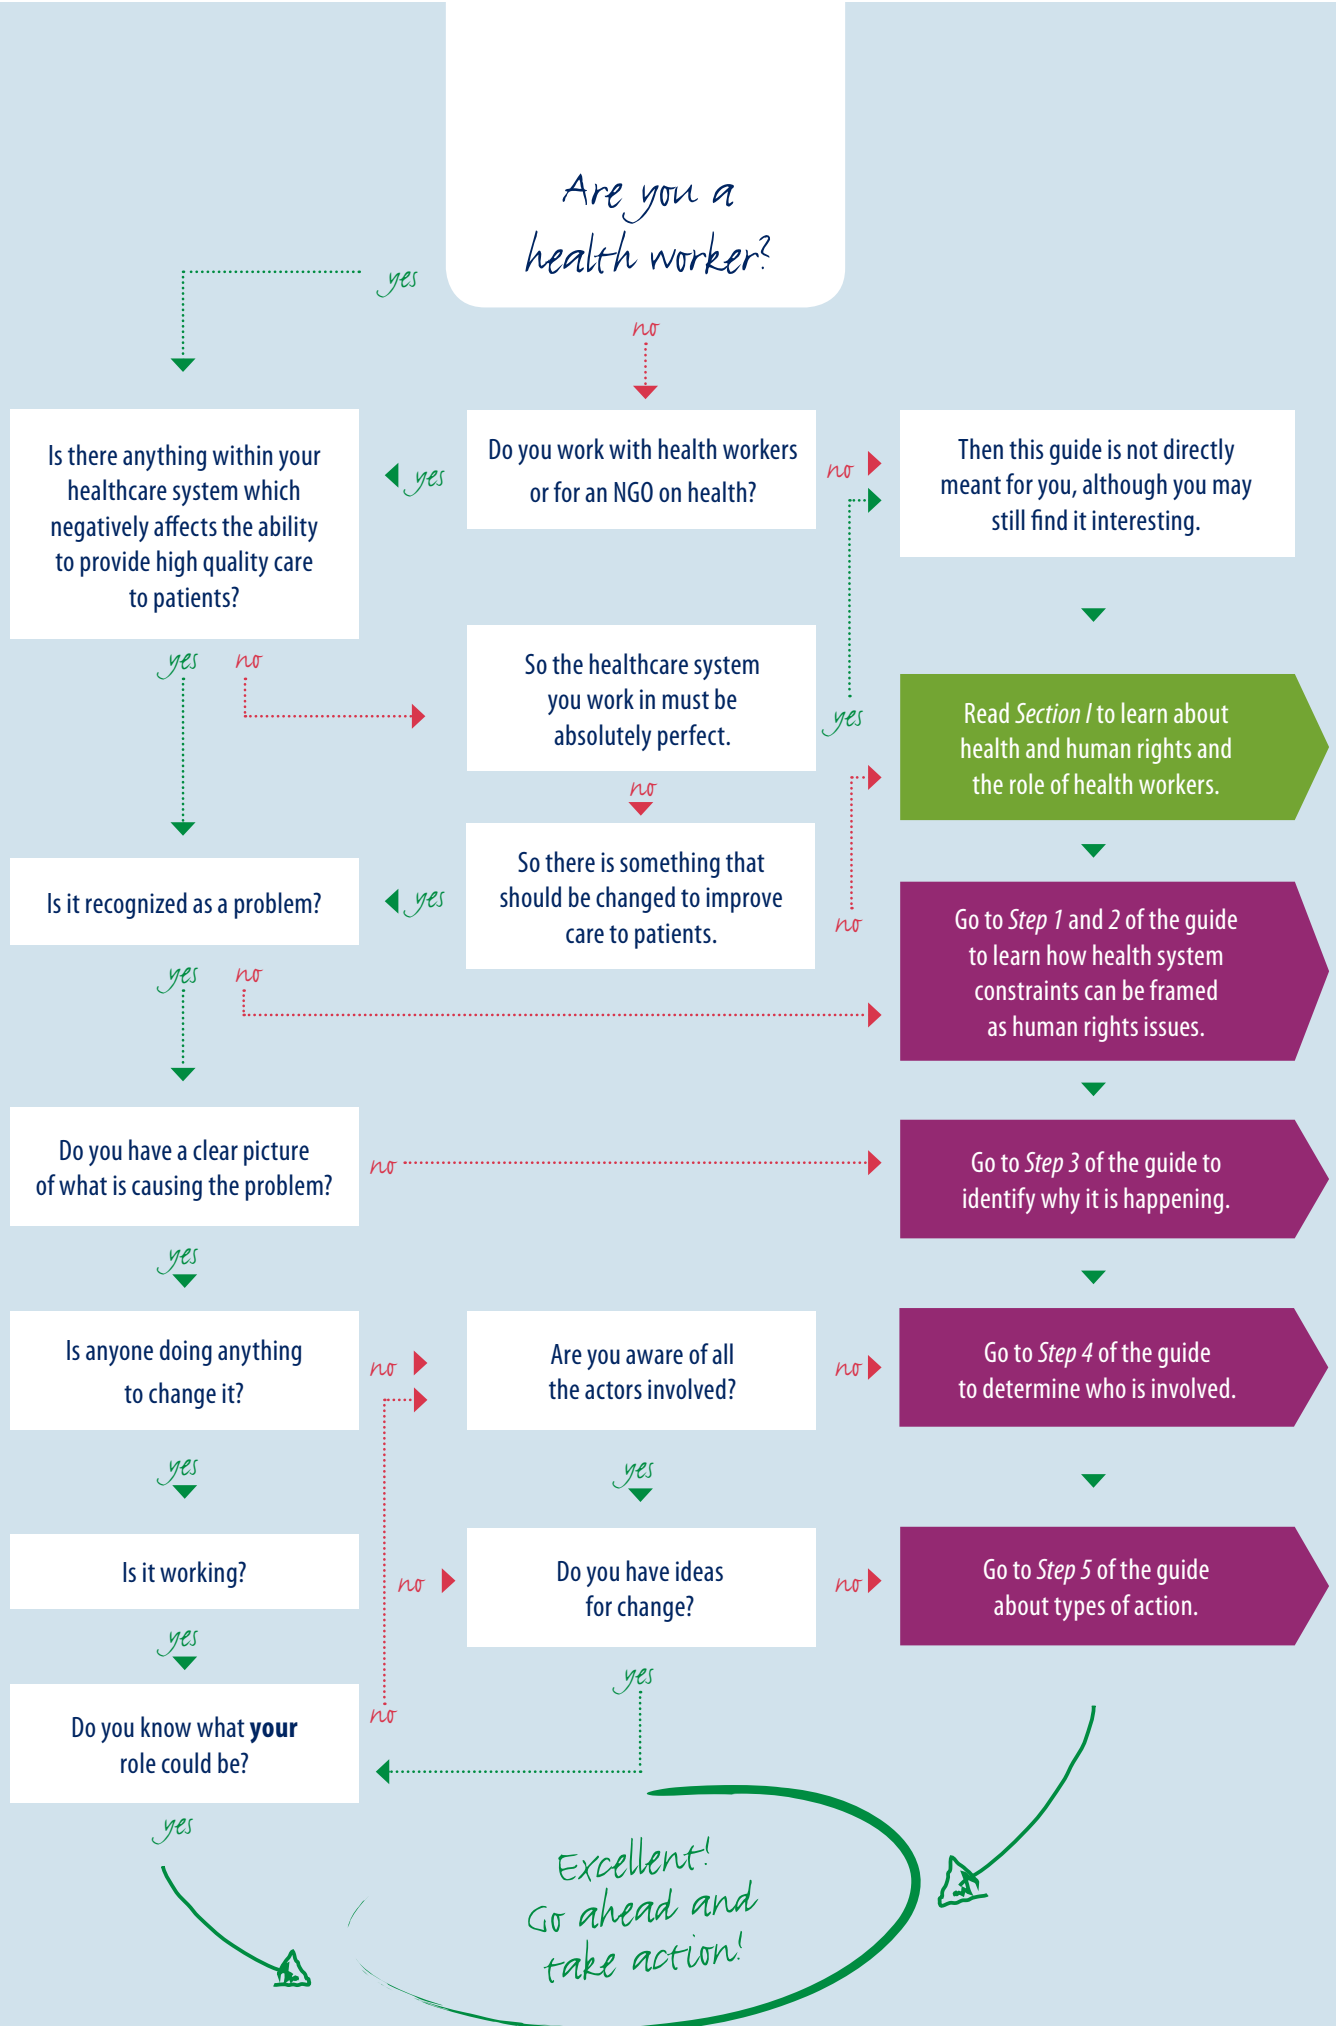 Are you a
health worker?
yes
no
Is there anything within your
healthcare system which
negatively affects the ability
to provide high quality care
to patients?
yes
Do you work with health workers
or for an NGO on health?
no
Then this guide is not directly
meant for you, although you may
still find it interesting.
yes
no
So the healthcare system
you work in must be
absolutely perfect.
yes
Read Section I to learn about
health and human rights and
the role of health workers.
no
Is it recognized as a problem?
yes
So there is something that
should be changed to improve
care to patients.
no
Go to Step 1 and 2 of the guide
to learn how health system
constraints can be framed
as human rights issues.
yes
no
Do you have a clear picture
of what is causing the problem?
no
Go to Step 3 of the guide to
identify why it is happening.
yes
Is anyone doing anything
to change it?
no
Are you aware of all
the actors involved?
no
Go to Step 4 of the guide
to determine who is involved.
yes
yes
Is it working?
no
Do you have ideas
for change?
no
Go to Step 5 of the guide
about types of action.
yes
yes
Do you know what your
role could be?
no
yes
Excellent!
Go ahead and
take action!